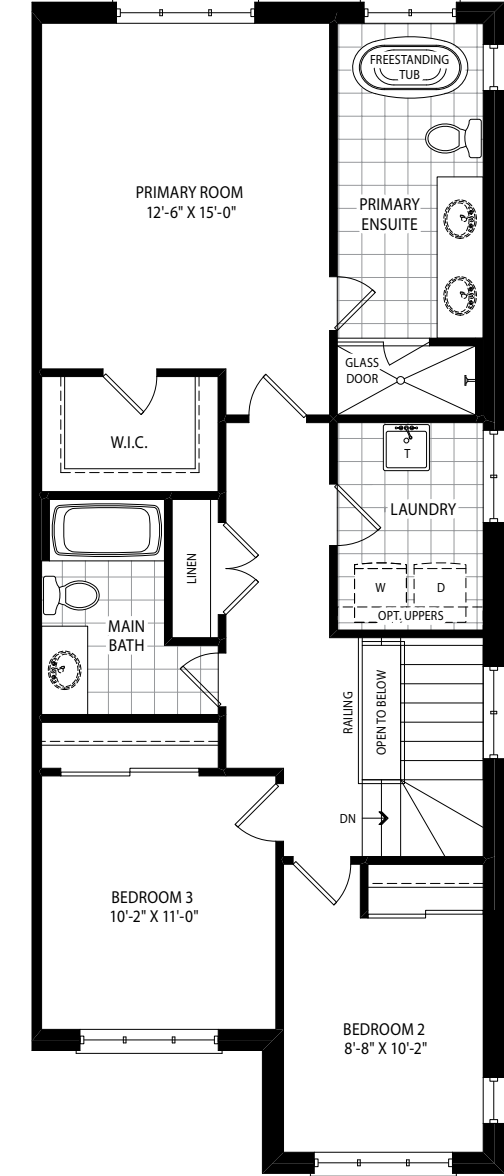 FREESTANDING
TUB
PRIMARY ROOM
12'-6" X 15'-0"
PRIMARY
ENSUITE
GLASS
DOOR
W.I.C.
T
LAUNDRY
LINEN
W
D
OPT. UPPERS
MAIN
BATH
RAILING
OPEN TO BELOW
DN
BEDROOM 3
10'-2" X 11'-0"
BEDROOM 2
8'-8" X 10'-2"